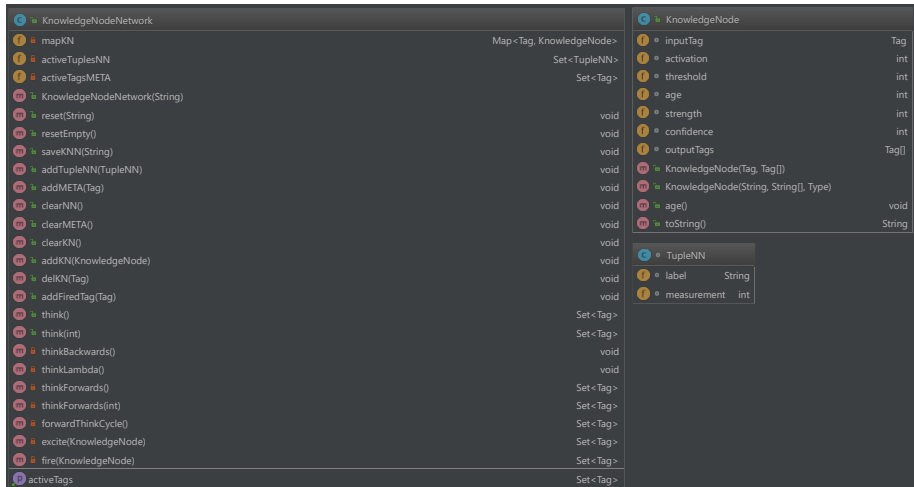 KnowledgeNodeNetwork
mapKN Map<Tag, KnowledgeNode>
activeTuplesNN Set<TupleNN>
activeTagsMETA Set<Tag>
KnowledgeNodeNetwork(String)
reset(String) void
resetEmpty() void
saveKNN(String) void
addTupleNN(TupleNN) void
addMETA(Tag) void
clearNN() void
clearMETA() void
clearKN() void
addKN(KnowledgeNode) void
delKN(Tag) void
addFiredTag(Tag) void
think() Set<Tag>
think(int) Set<Tag>
thinkBackwards() void
thinkLambda() void
thinkForwards() Set<Tag>
thinkForwards(int) Set<Tag>
forwardThinkCycle() Set<Tag>
excite(KnowledgeNode) Set<Tag>
fire(KnowledgeNode) Set<Tag>
activeTags Set<Tag>
KnowledgeNode
inputTag Tag
activation int
threshold int
age int
strength int
confidence int
outputTags Tag[]
KnowledgeNode(Tag, Tag[])
KnowledgeNode(String, String[], Type)
age() void
toString() String
TupleNN
label String
measurement int